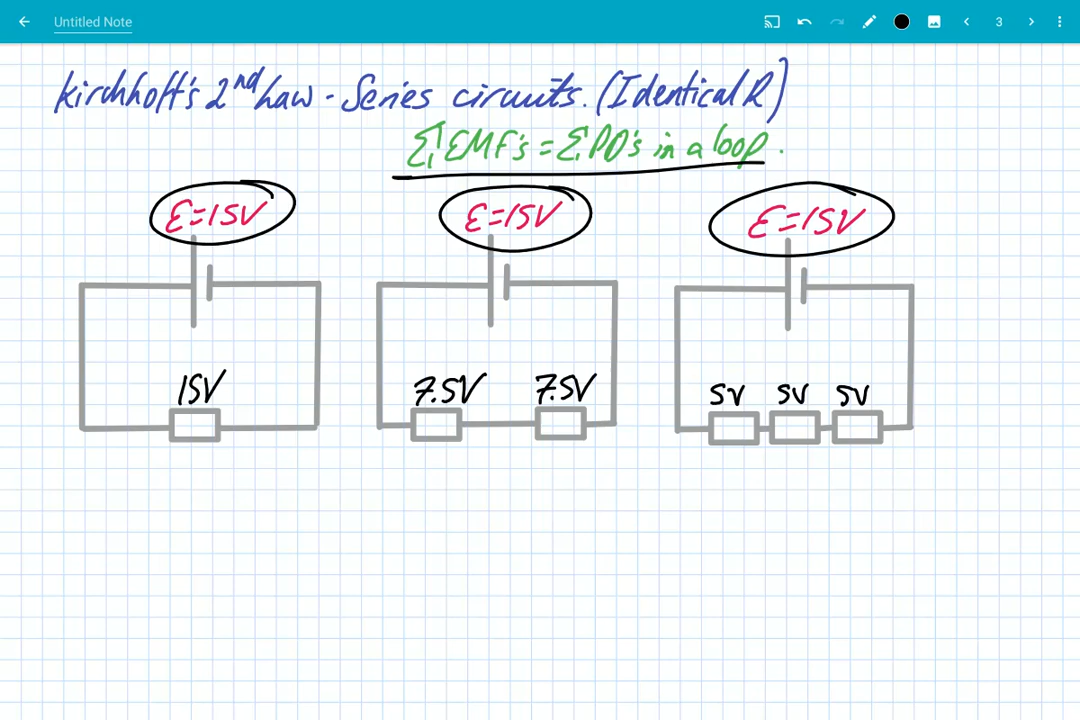 Untitled Note
3
Kirchhoff's 2nd Law - Series circuits. (Identical R)
Σ EMF's = Σ PD's in a loop.
ε=15V
ε=15V
ε=15V
15V
7.5V 7.5V
5V 5V 5V